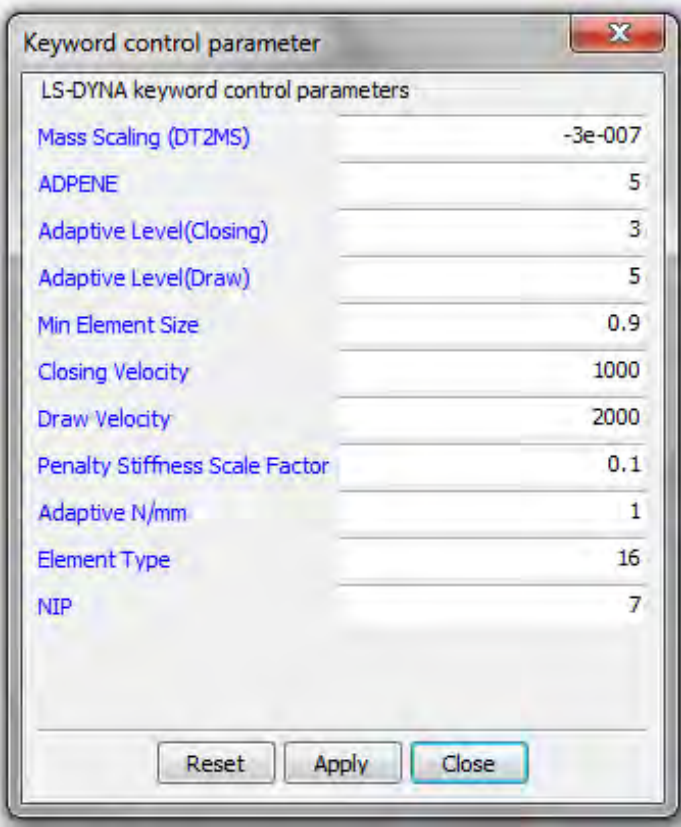 Keyword control parameter
LS-DYNA keyword control parameters
Mass Scaling (DT2MS) -3e-007
ADPENE 5
Adaptive Level(Closing) 3
Adaptive Level(Draw) 5
Min Element Size 0.9
Closing Velocity 1000
Draw Velocity 2000
Penalty Stiffness Scale Factor 0.1
Adaptive N/mm 1
Element Type 16
NIP 7
Reset Apply Close